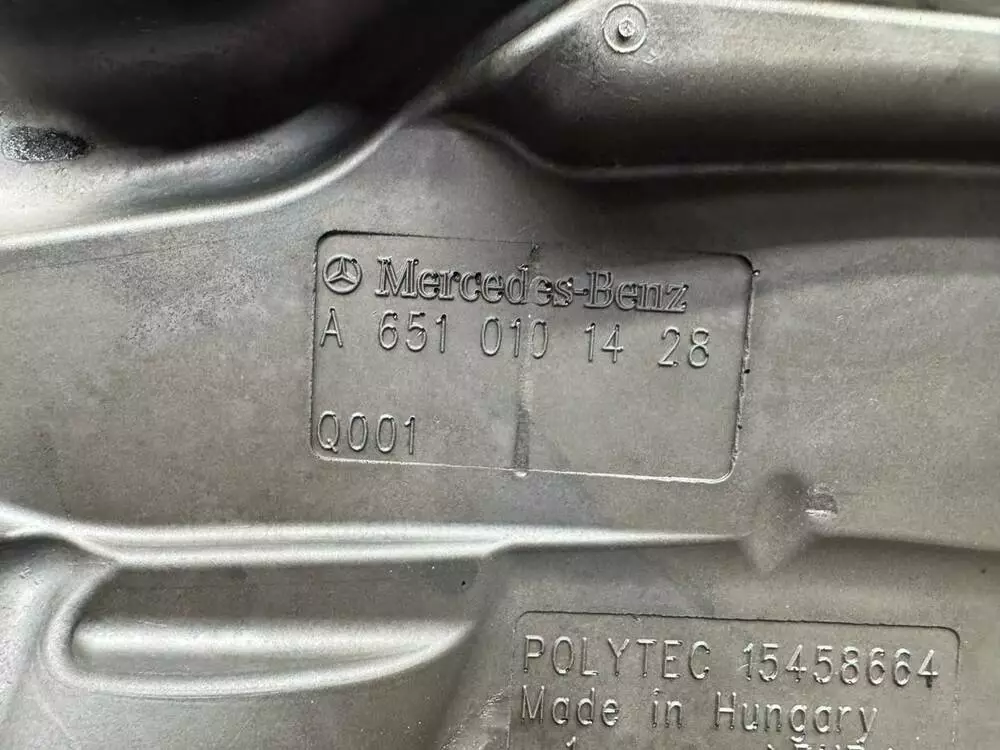 Mercedes-Benz
A 651 010 14 28
Q001
POLYTEC 15458664
Made in Hungary